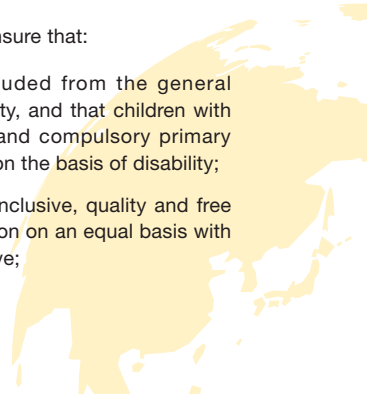 nsure that:
uded from the general
ty, and that children with
and compulsory primary
on the basis of disability;
nclusive, quality and free
ion on an equal basis with
ve;